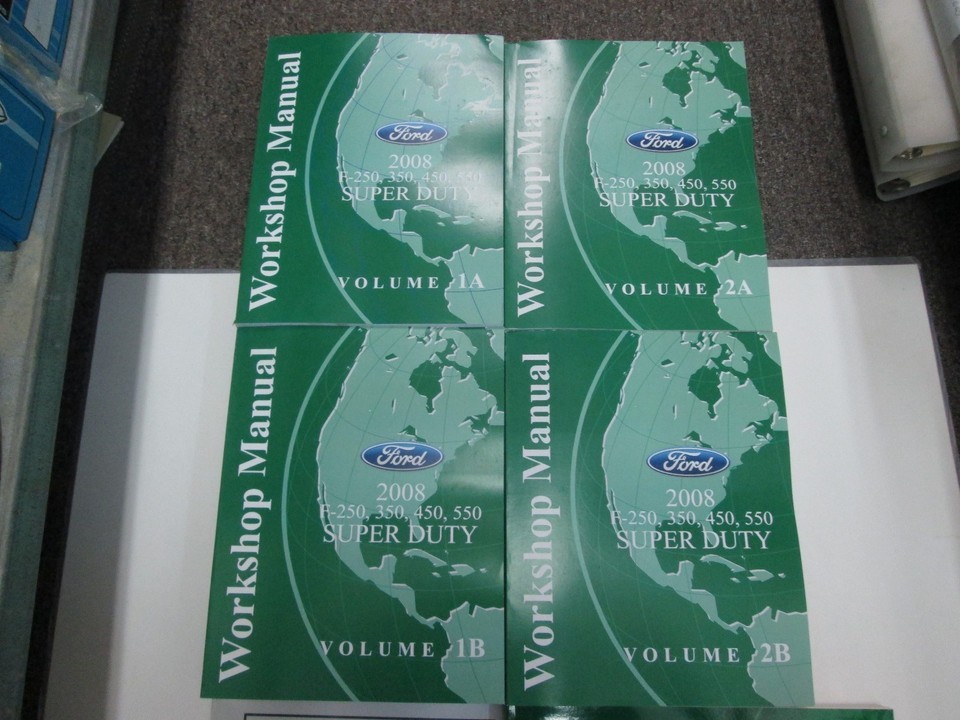 Workshop Manual
Ford
2008
F-250, 350, 450, 550
SUPER DUTY
VOLUME 1A
Workshop Manual
Ford
2008
F-250, 350, 450, 550
SUPER DUTY
VOLUME 2A
Workshop Manual
Ford
2008
F-250, 350, 450, 550
SUPER DUTY
VOLUME 1B
Workshop Manual
Ford
2008
F-250, 350, 450, 550
SUPER DUTY
VOLUME 2B